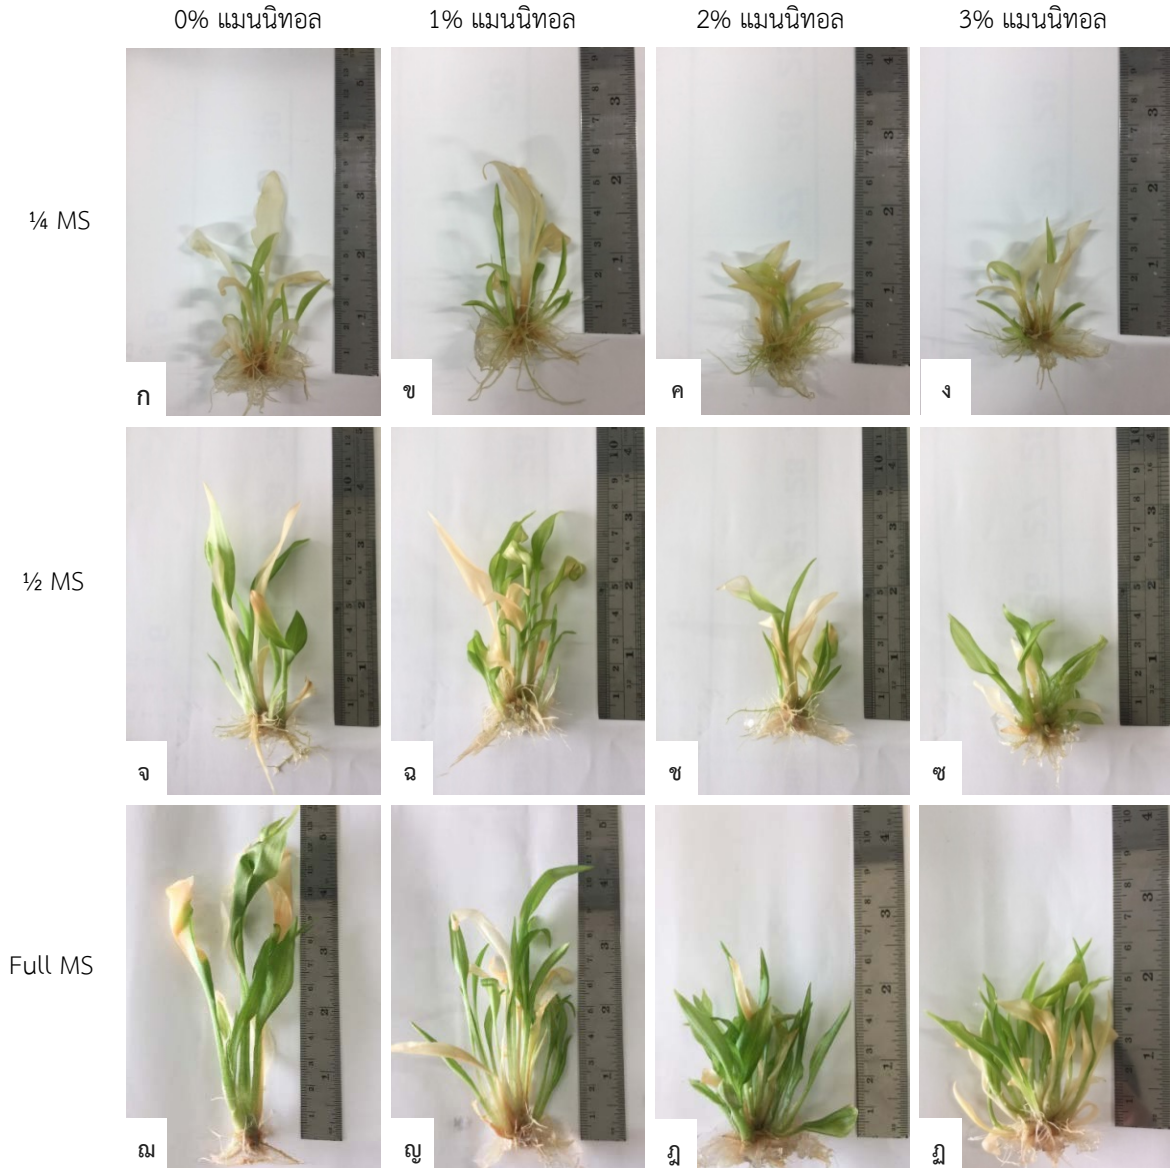 0% แมนนิทอล 1% แมนนิทอล 2% แมนนิทอล 3% แมนนิทอล
¼ MS
ก ข ค ง
½ MS
จ ฉ ช ซ
Full MS
ฌ ญ ฎ ฏ